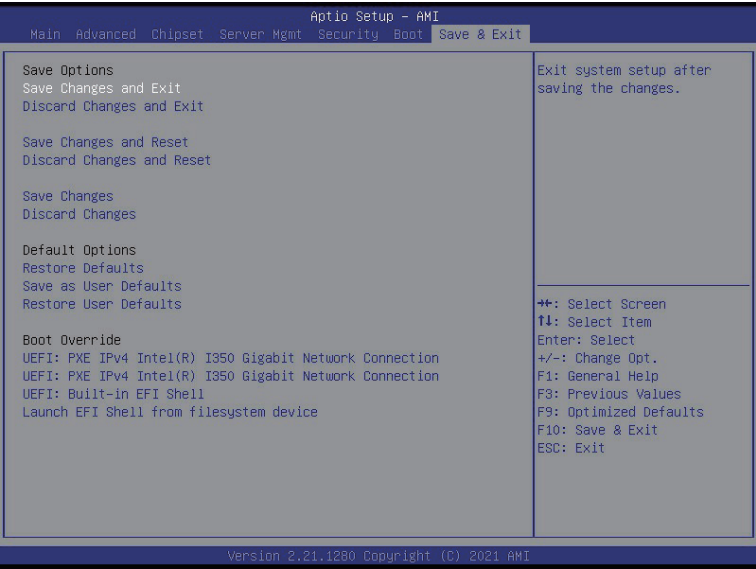 Aptio Setup – AMI
Main Advanced Chipset Server Mgmt Security Boot Save & Exit
Save Options
Save Changes and Exit
Discard Changes and Exit
Save Changes and Reset
Discard Changes and Reset
Save Changes
Discard Changes
Default Options
Restore Defaults
Save as User Defaults
Restore User Defaults
Boot Override
UEFI: PXE IPv4 Intel(R) I350 Gigabit Network Connection
UEFI: PXE IPv4 Intel(R) I350 Gigabit Network Connection
UEFI: Built-in EFI Shell
Launch EFI Shell from filesystem device
Exit system setup after
saving the changes.
→←: Select Screen
↑↓: Select Item
Enter: Select
+/-: Change Opt.
F1: General Help
F3: Previous Values
F9: Optimized Defaults
F10: Save & Exit
ESC: Exit
Version 2.21.1280 Copyright (C) 2021 AMI